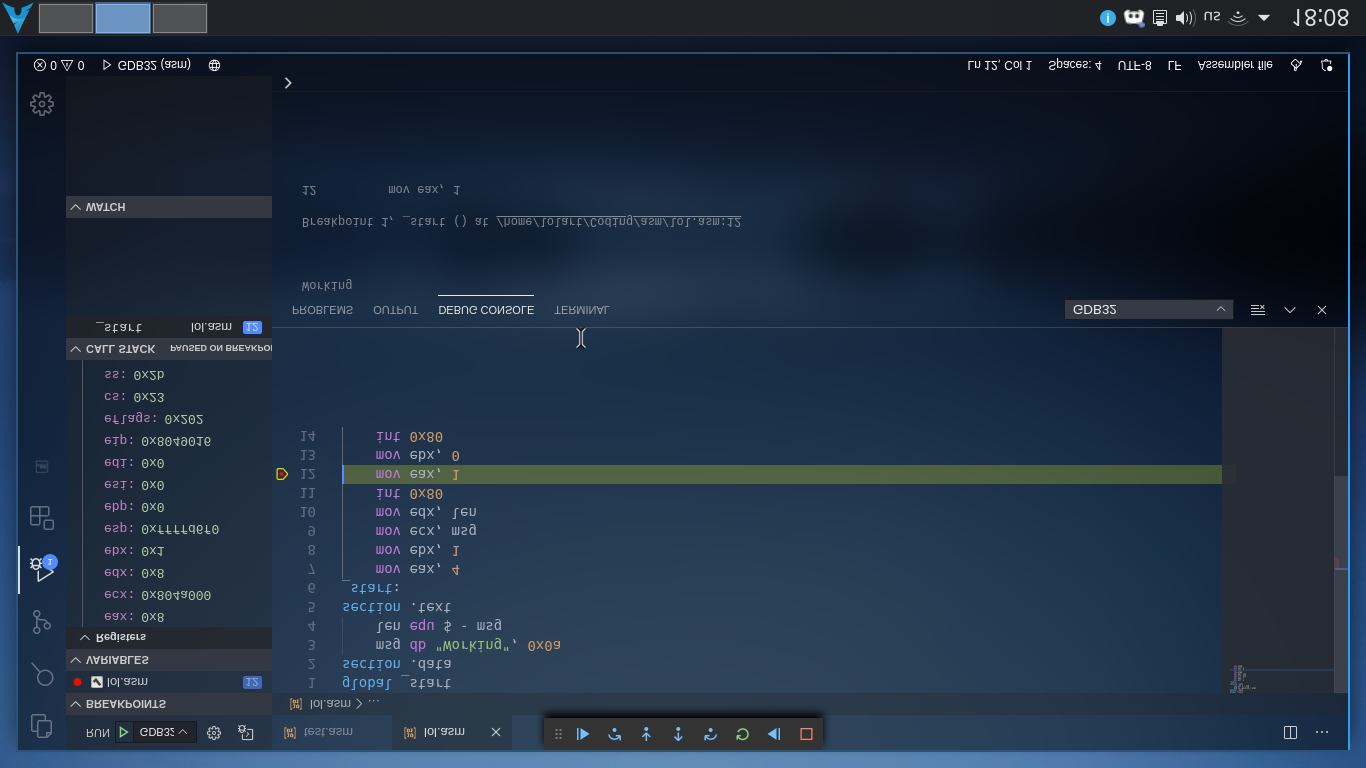 RUN GDB32
BREAKPOINTS
lol.asm 12
VARIABLES
Registers
eax: 0x8
ecx: 0x804a000
edx: 0x8
ebx: 0x1
esp: 0xffffd6f0
ebp: 0x0
esi: 0x0
edi: 0x0
eip: 0x8049016
eflags: 0x202
cs: 0x23
ss: 0x2b
CALL STACK PAUSED ON BREAKPOI
_start lol.asm 12
WATCH
1
test.asm lol.asm
lol.asm > ...
1 global _start
2 section .data
3 msg db "Working", 0x0a
4 len equ $ - msg
5 section .text
6 _start:
7 mov eax, 4
8 mov ebx, 1
9 mov ecx, msg
10 mov edx, len
11 int 0x80
12 mov eax, 1
13 mov ebx, 0
14 int 0x80
PROBLEMS OUTPUT DEBUG CONSOLE TERMINAL GDB32
Working
Breakpoint 1, _start () at /home/lolart/Coding/asm/lol.asm:12
12 mov eax, 1
>
0 0 GDB32 (asm) Ln 12, Col 1 Spaces: 4 UTF-8 LF Assembler file
us 18:08